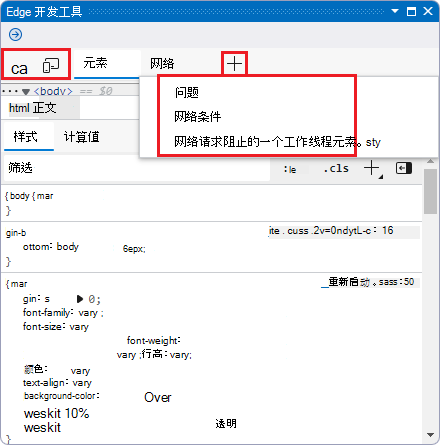 Edge 开发工具
ca 元素 网络
问题
… ▼ <body> == $0
网络条件
html 正文
网络请求阻止的一个工作线程元素。sty
样式 计算值
筛选 :le .cls
{ body { mar
}
gin-b
ite . cuss .2v=0ndytL-c : 16
ottom: body 6epx;
}
{ mar
__重新启动 。sass:50
gin: s ▶ 0;
font-family: vary ;
font-size: vary
font-weight:
vary ;行高: vary;
颜色: vary
text-align: vary
background-color: Over
weskit 10%
weskit 透明
}